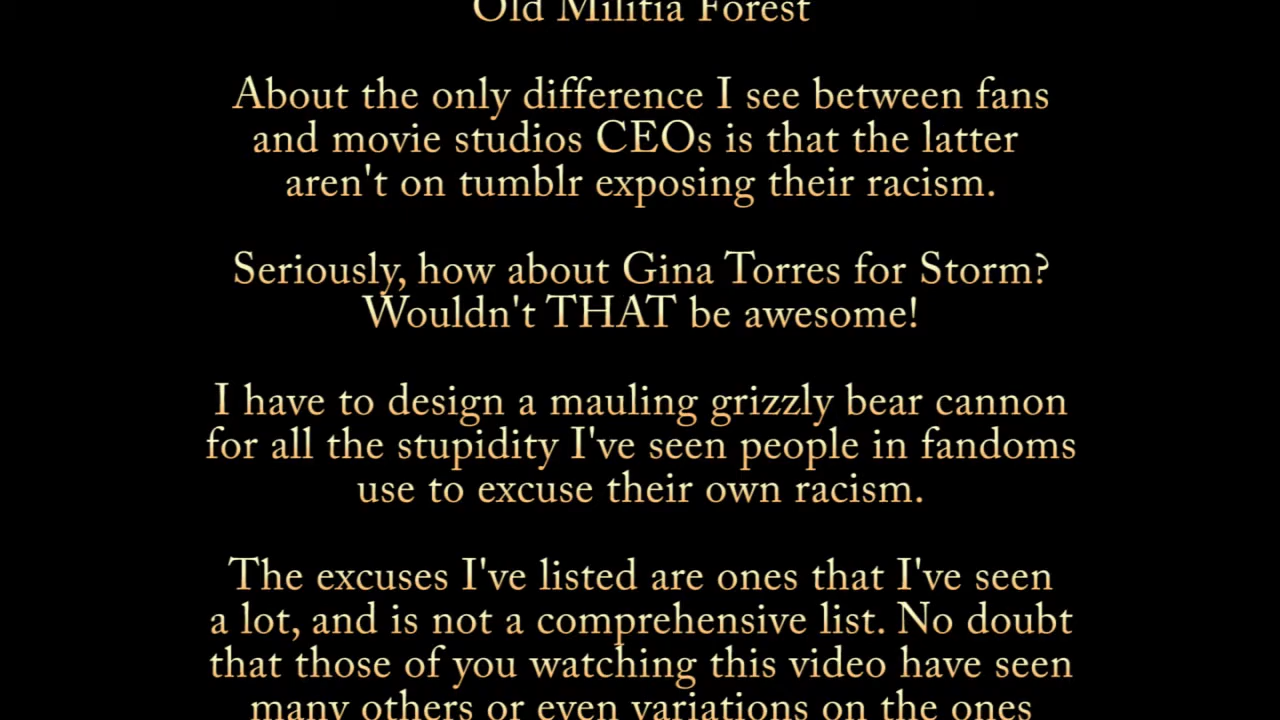 Old Militia Forest
About the only difference I see between fans
and movie studios CEOs is that the latter
aren't on tumblr exposing their racism.
Seriously, how about Gina Torres for Storm?
Wouldn't THAT be awesome!
I have to design a mauling grizzly bear cannon
for all the stupidity I've seen people in fandoms
use to excuse their own racism.
The excuses I've listed are ones that I've seen
a lot, and is not a comprehensive list. No doubt
that those of you watching this video have seen
many others or even variations on the ones